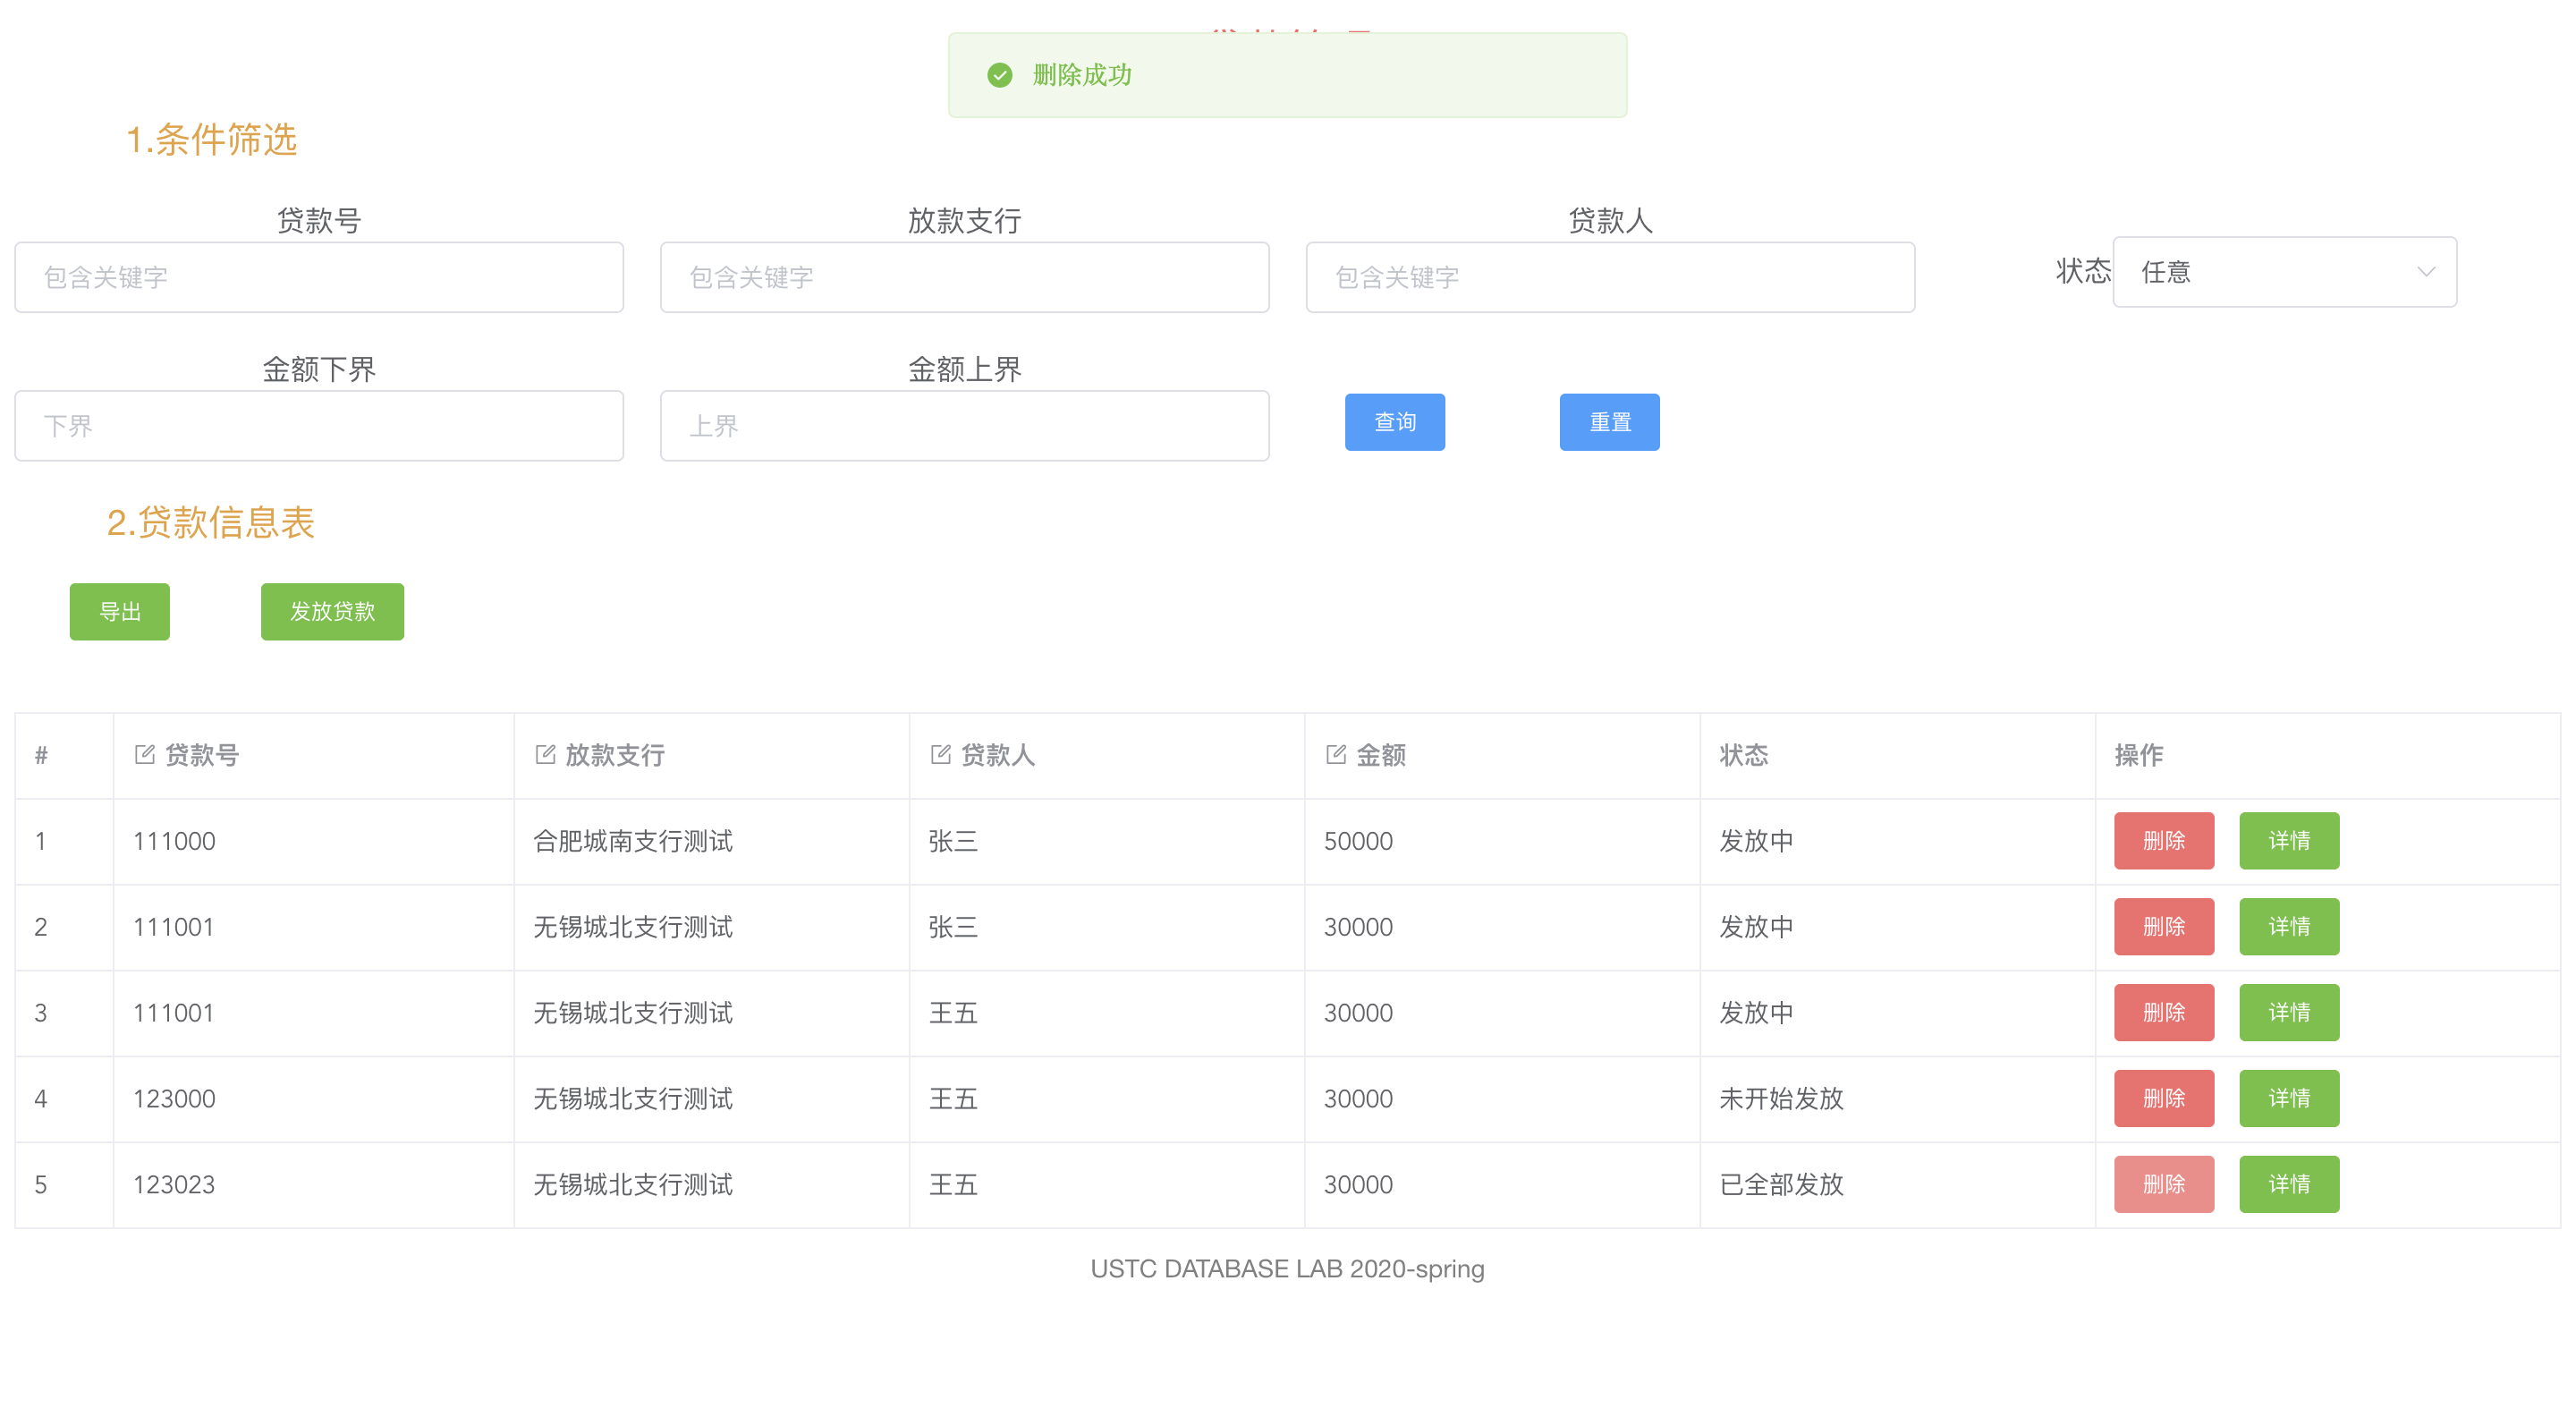 删除成功
1.条件筛选
贷款号 放款支行 贷款人
包含关键字 包含关键字 包含关键字 状态 任意
金额下界 金额上界
下界 上界 查询 重置
2.贷款信息表
导出 发放贷款
# 贷款号 放款支行 贷款人 金额 状态 操作
1 111000 合肥城南支行测试 张三 50000 发放中 删除 详情
2 111001 无锡城北支行测试 张三 30000 发放中 删除 详情
3 111001 无锡城北支行测试 王五 30000 发放中 删除 详情
4 123000 无锡城北支行测试 王五 30000 未开始发放 删除 详情
5 123023 无锡城北支行测试 王五 30000 已全部发放 删除 详情
USTC DATABASE LAB 2020-spring